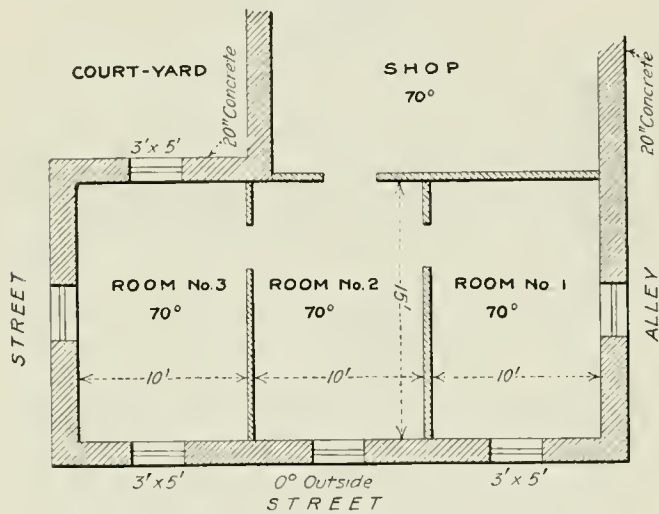 COURT-YARD
SHOP
70°
20" Concrete
20" Concrete
3' x 5'
STREET
ROOM No. 3
70°
ROOM No. 2
70°
ROOM No. 1
70°
ALLEY
15'
10'
10'
10'
3' x 5'
0° Outside
3' x 5'
STREET